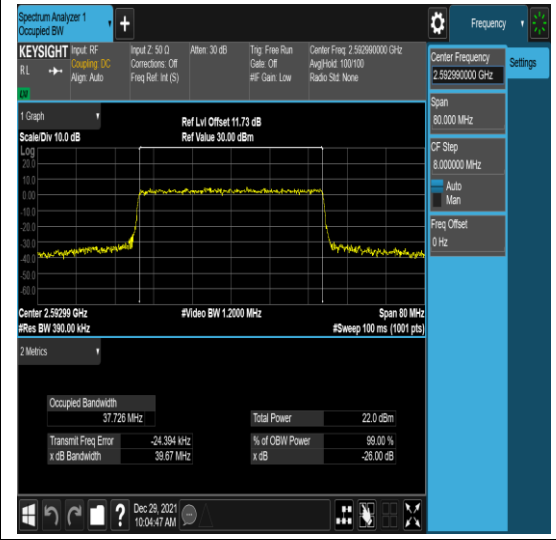 Spectrum Analyzer 1
Occupied BW
+
Frequency
KEYSIGHT
RL
Input: RF
Coupling: DC
Align: Auto
Input Z: 50 Ω
Corrections: Off
Freq Ref: Int (S)
Atten: 30 dB
Trig: Free Run
Gate: Off
#IF Gain: Low
Center Freq: 2.592990000 GHz
Avg|Hold: 100/100
Radio Std: None
Center Frequency
2.592990000 GHz
Settings
Span
80.000 MHz
CF Step
8.000000 MHz
Auto
Man
Freq Offset
0 Hz
1 Graph
Scale/Div 10.0 dB
Ref Lvl Offset 11.73 dB
Ref Value 30.00 dBm
Log
20.0
10.0
0.00
-10.0
-20.0
-30.0
-40.0
-50.0
-60.0
Center 2.59299 GHz
#Res BW 390.00 kHz
#Video BW 1.2000 MHz
Span 80 MHz
#Sweep 100 ms (1001 pts)
2 Metrics
Occupied Bandwidth
37.726 MHz
Total Power 22.0 dBm
Transmit Freq Error -24.394 kHz
% of OBW Power 99.00 %
x dB Bandwidth 39.67 MHz
x dB -26.00 dB
?
Dec 29, 2021
10:04:47 AM